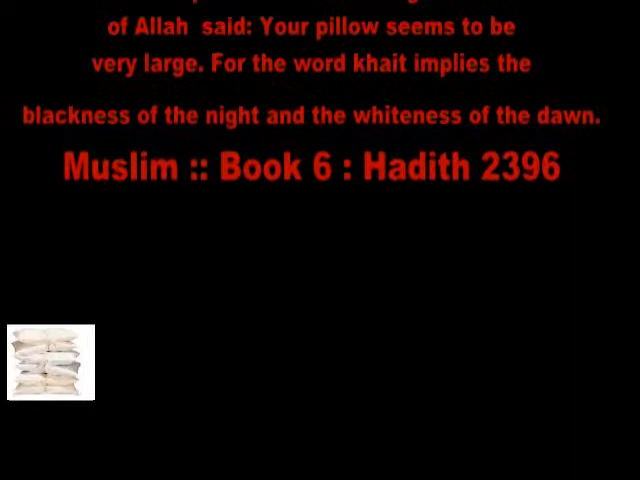 of Allah said: Your pillow seems to be
very large. For the word khait implies the
blackness of the night and the whiteness of the dawn.
Muslim :: Book 6 : Hadith 2396